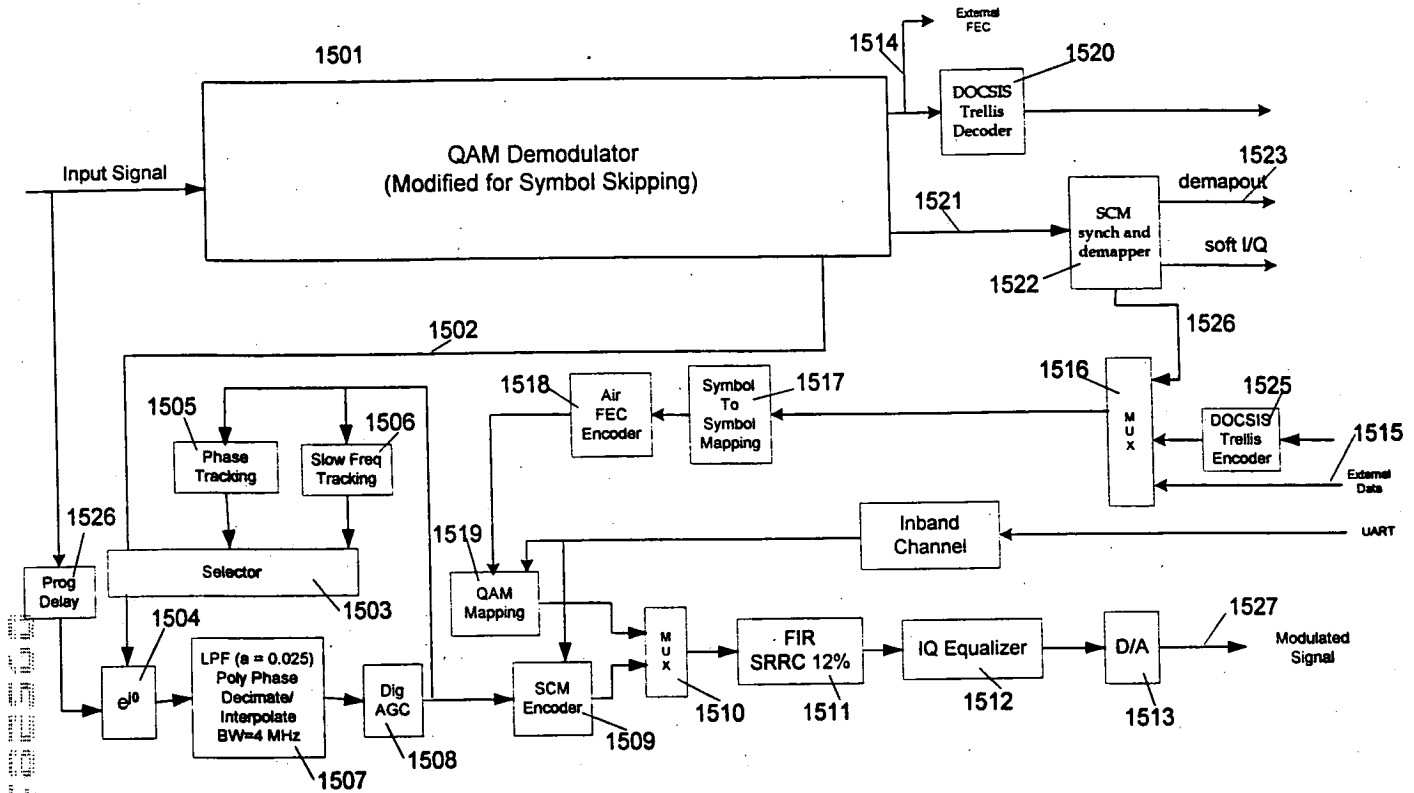 External
FEC
1514
1501
1520
DOCSIS
Trellis
Decoder
QAM Demodulator
(Modified for Symbol Skipping)
Input Signal
1523
demapout
1521
SCM
synch and
demapper
soft I/Q
1522
1526
1502
1516
MUX
1518
Air
FEC
Encoder
Symbol
To
Symbol
Mapping
1517
1525
DOCSIS
Trellis
Encoder
1515
External
Data
1505
Phase
Tracking
1506
Slow Freq
Tracking
1526
Prog
Delay
Selector
1503
1519
QAM
Mapping
Inband
Channel
UART
1504
e^jθ
LPF (a = 0.025)
Poly Phase
Decimate/
Interpolate
BW=4 MHz
1507
Dig
AGC
1508
SCM
Encoder
1509
MUX
1510
FIR
SRRC 12%
1511
IQ Equalizer
1512
D/A
1513
1527
Modulated
Signal